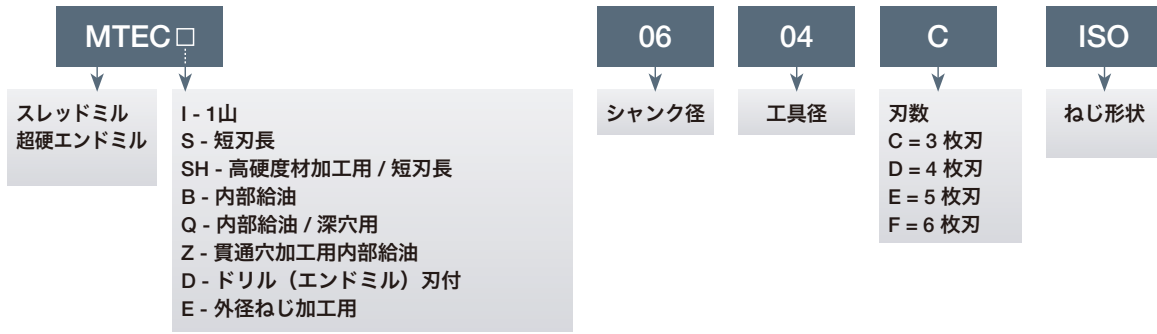 MTEC□
06
04
C
ISO
スレッドミル
超硬エンドミル
I - 1山
S - 短刃長
SH - 高硬度材加工用 / 短刃長
B - 内部給油
Q - 内部給油 / 深穴用
Z - 貫通穴加工用内部給油
D - ドリル（エンドミル）刃付
E - 外径ねじ加工用
シャンク径
工具径
刃数
C = 3 枚刃
D = 4 枚刃
E = 5 枚刃
F = 6 枚刃
ねじ形状